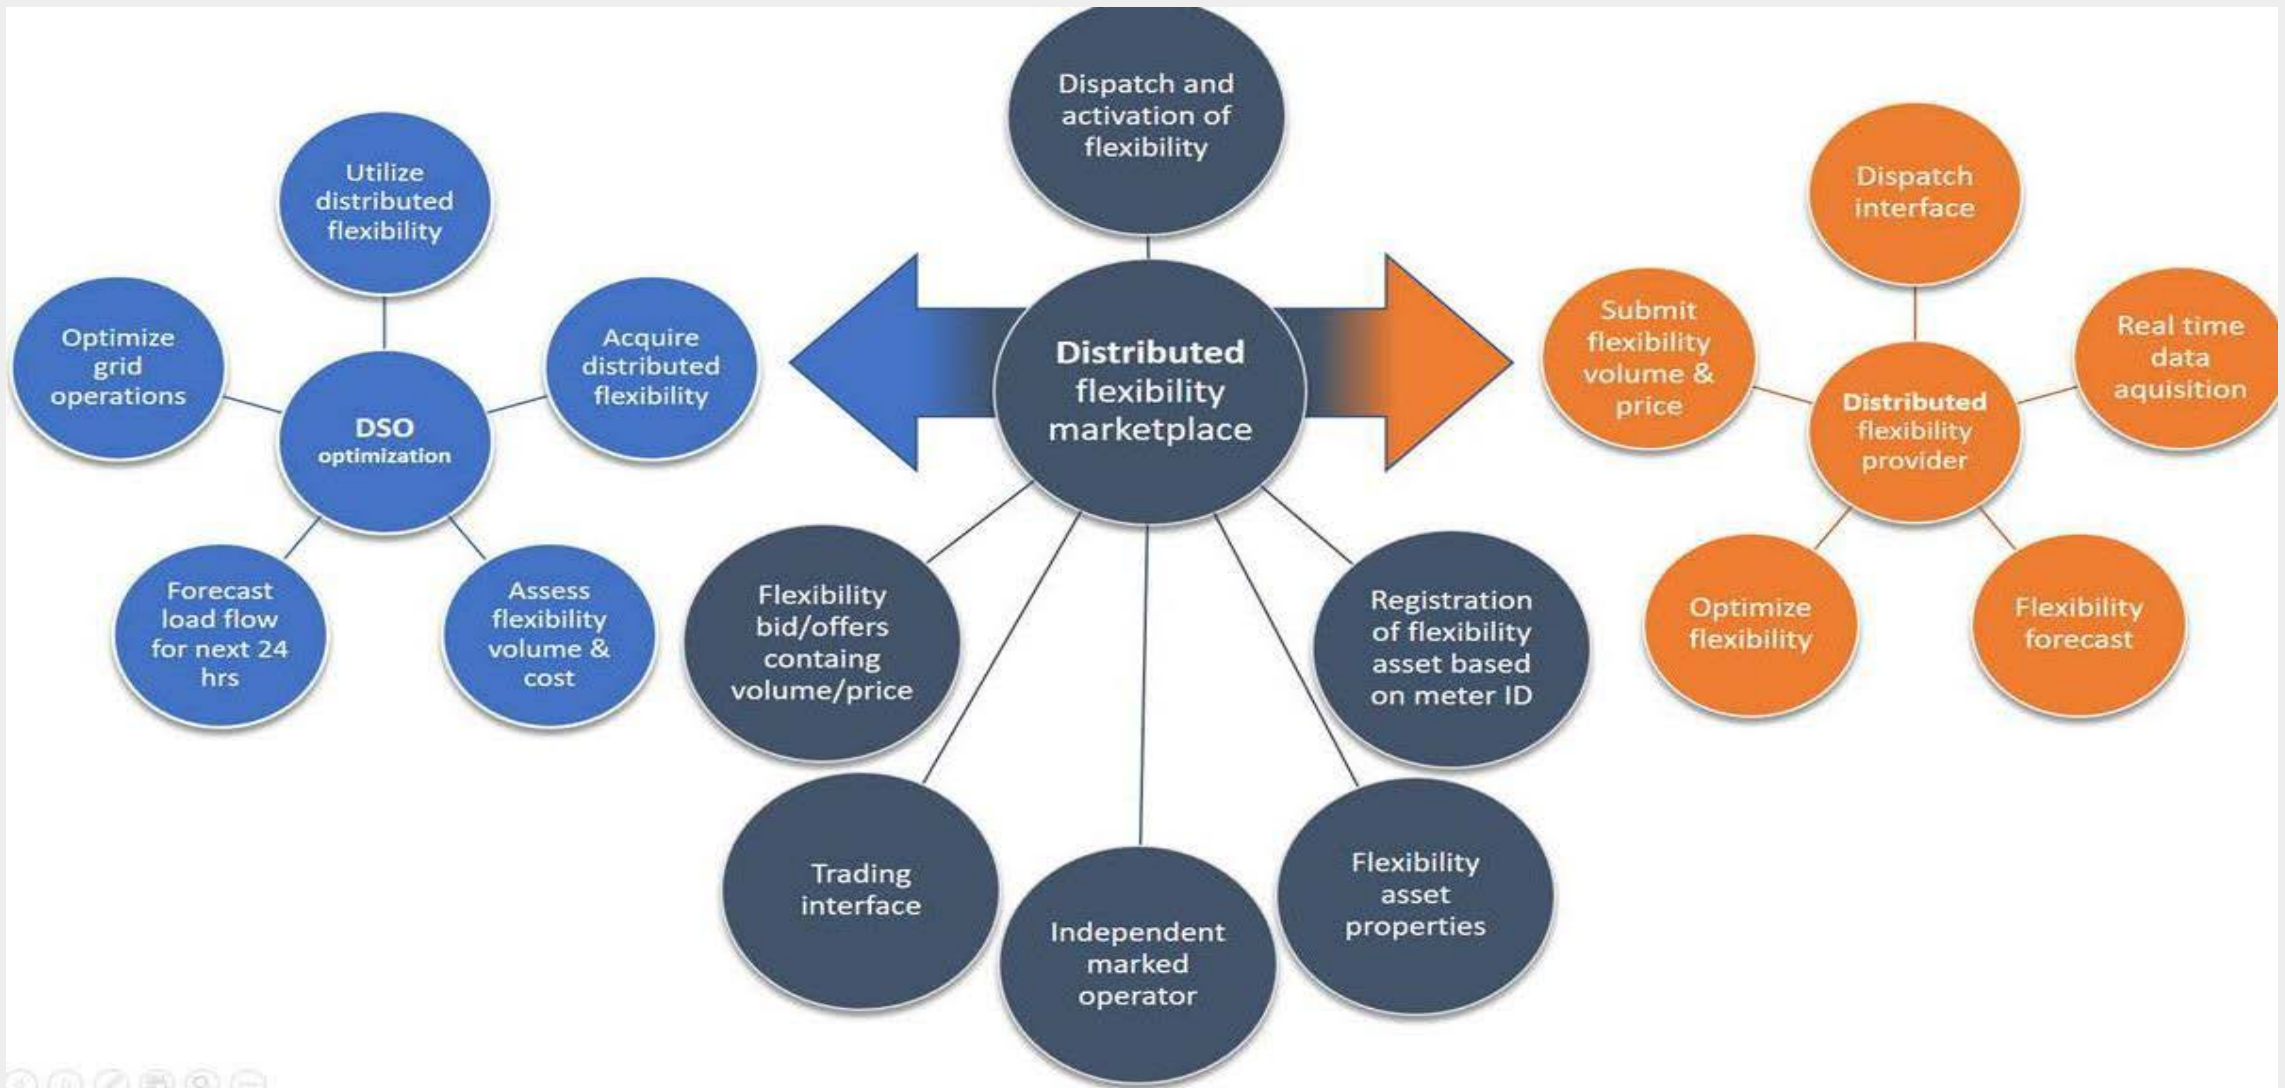 Dispatch and
activation of
flexibility
Utilize
distributed
flexibility
Optimize
grid
operations
Acquire
distributed
flexibility
DSO
optimization
Forecast
load flow
for next 24
hrs
Assess
flexibility
volume &
cost
Distributed
flexibility
marketplace
Flexibility
bid/offers
containg
volume/price
Trading
interface
Independent
marked
operator
Flexibility
asset
properties
Registration
of flexibility
asset based
on meter ID
Dispatch
interface
Submit
flexibility
volume &
price
Real time
data
aquisition
Distributed
flexibility
provider
Optimize
flexibility
Flexibility
forecast